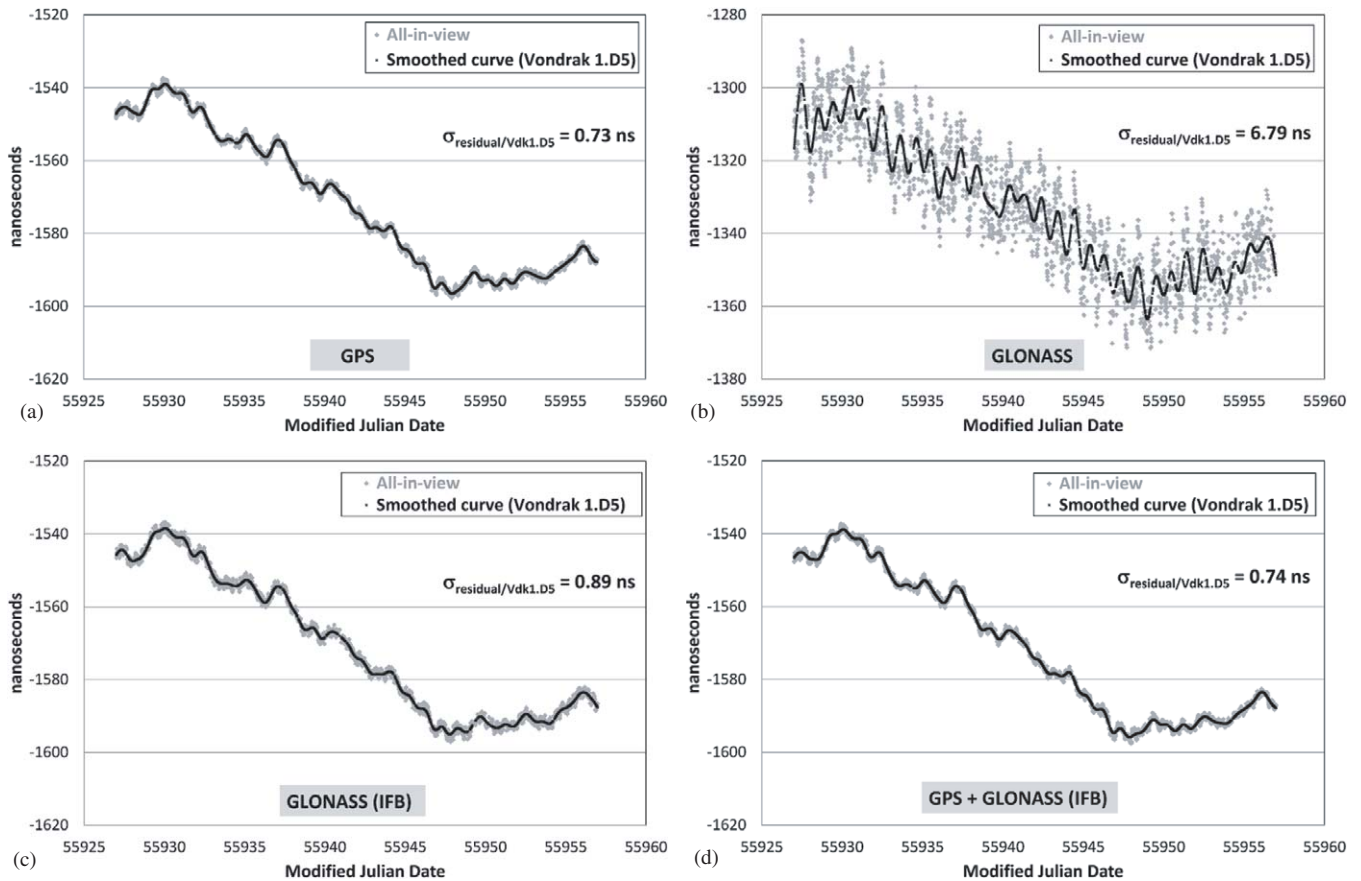 -1520
-1540
-1560
-1580
-1600
-1620
nanoseconds
All-in-view
Smoothed curve (Vondrak 1.D5)
σresidual/Vdk1.D5 = 0.73 ns
GPS
55925 55930 55935 55940 55945 55950 55955 55960
Modified Julian Date
(a)
-1280
-1300
-1320
-1340
-1360
-1380
nanoseconds
All-in-view
Smoothed curve (Vondrak 1.D5)
σresidual/Vdk1.D5 = 6.79 ns
GLONASS
55925 55930 55935 55940 55945 55950 55955 55960
Modified Julian Date
(b)
-1520
-1540
-1560
-1580
-1600
-1620
nanoseconds
All-in-view
Smoothed curve (Vondrak 1.D5)
σresidual/Vdk1.D5 = 0.89 ns
GLONASS (IFB)
55925 55930 55935 55940 55945 55950 55955 55960
Modified Julian Date
(c)
-1520
-1540
-1560
-1580
-1600
-1620
nanoseconds
All-in-view
Smoothed curve (Vondrak 1.D5)
σresidual/Vdk1.D5 = 0.74 ns
GPS + GLONASS (IFB)
55925 55930 55935 55940 55945 55950 55955 55960
Modified Julian Date
(d)